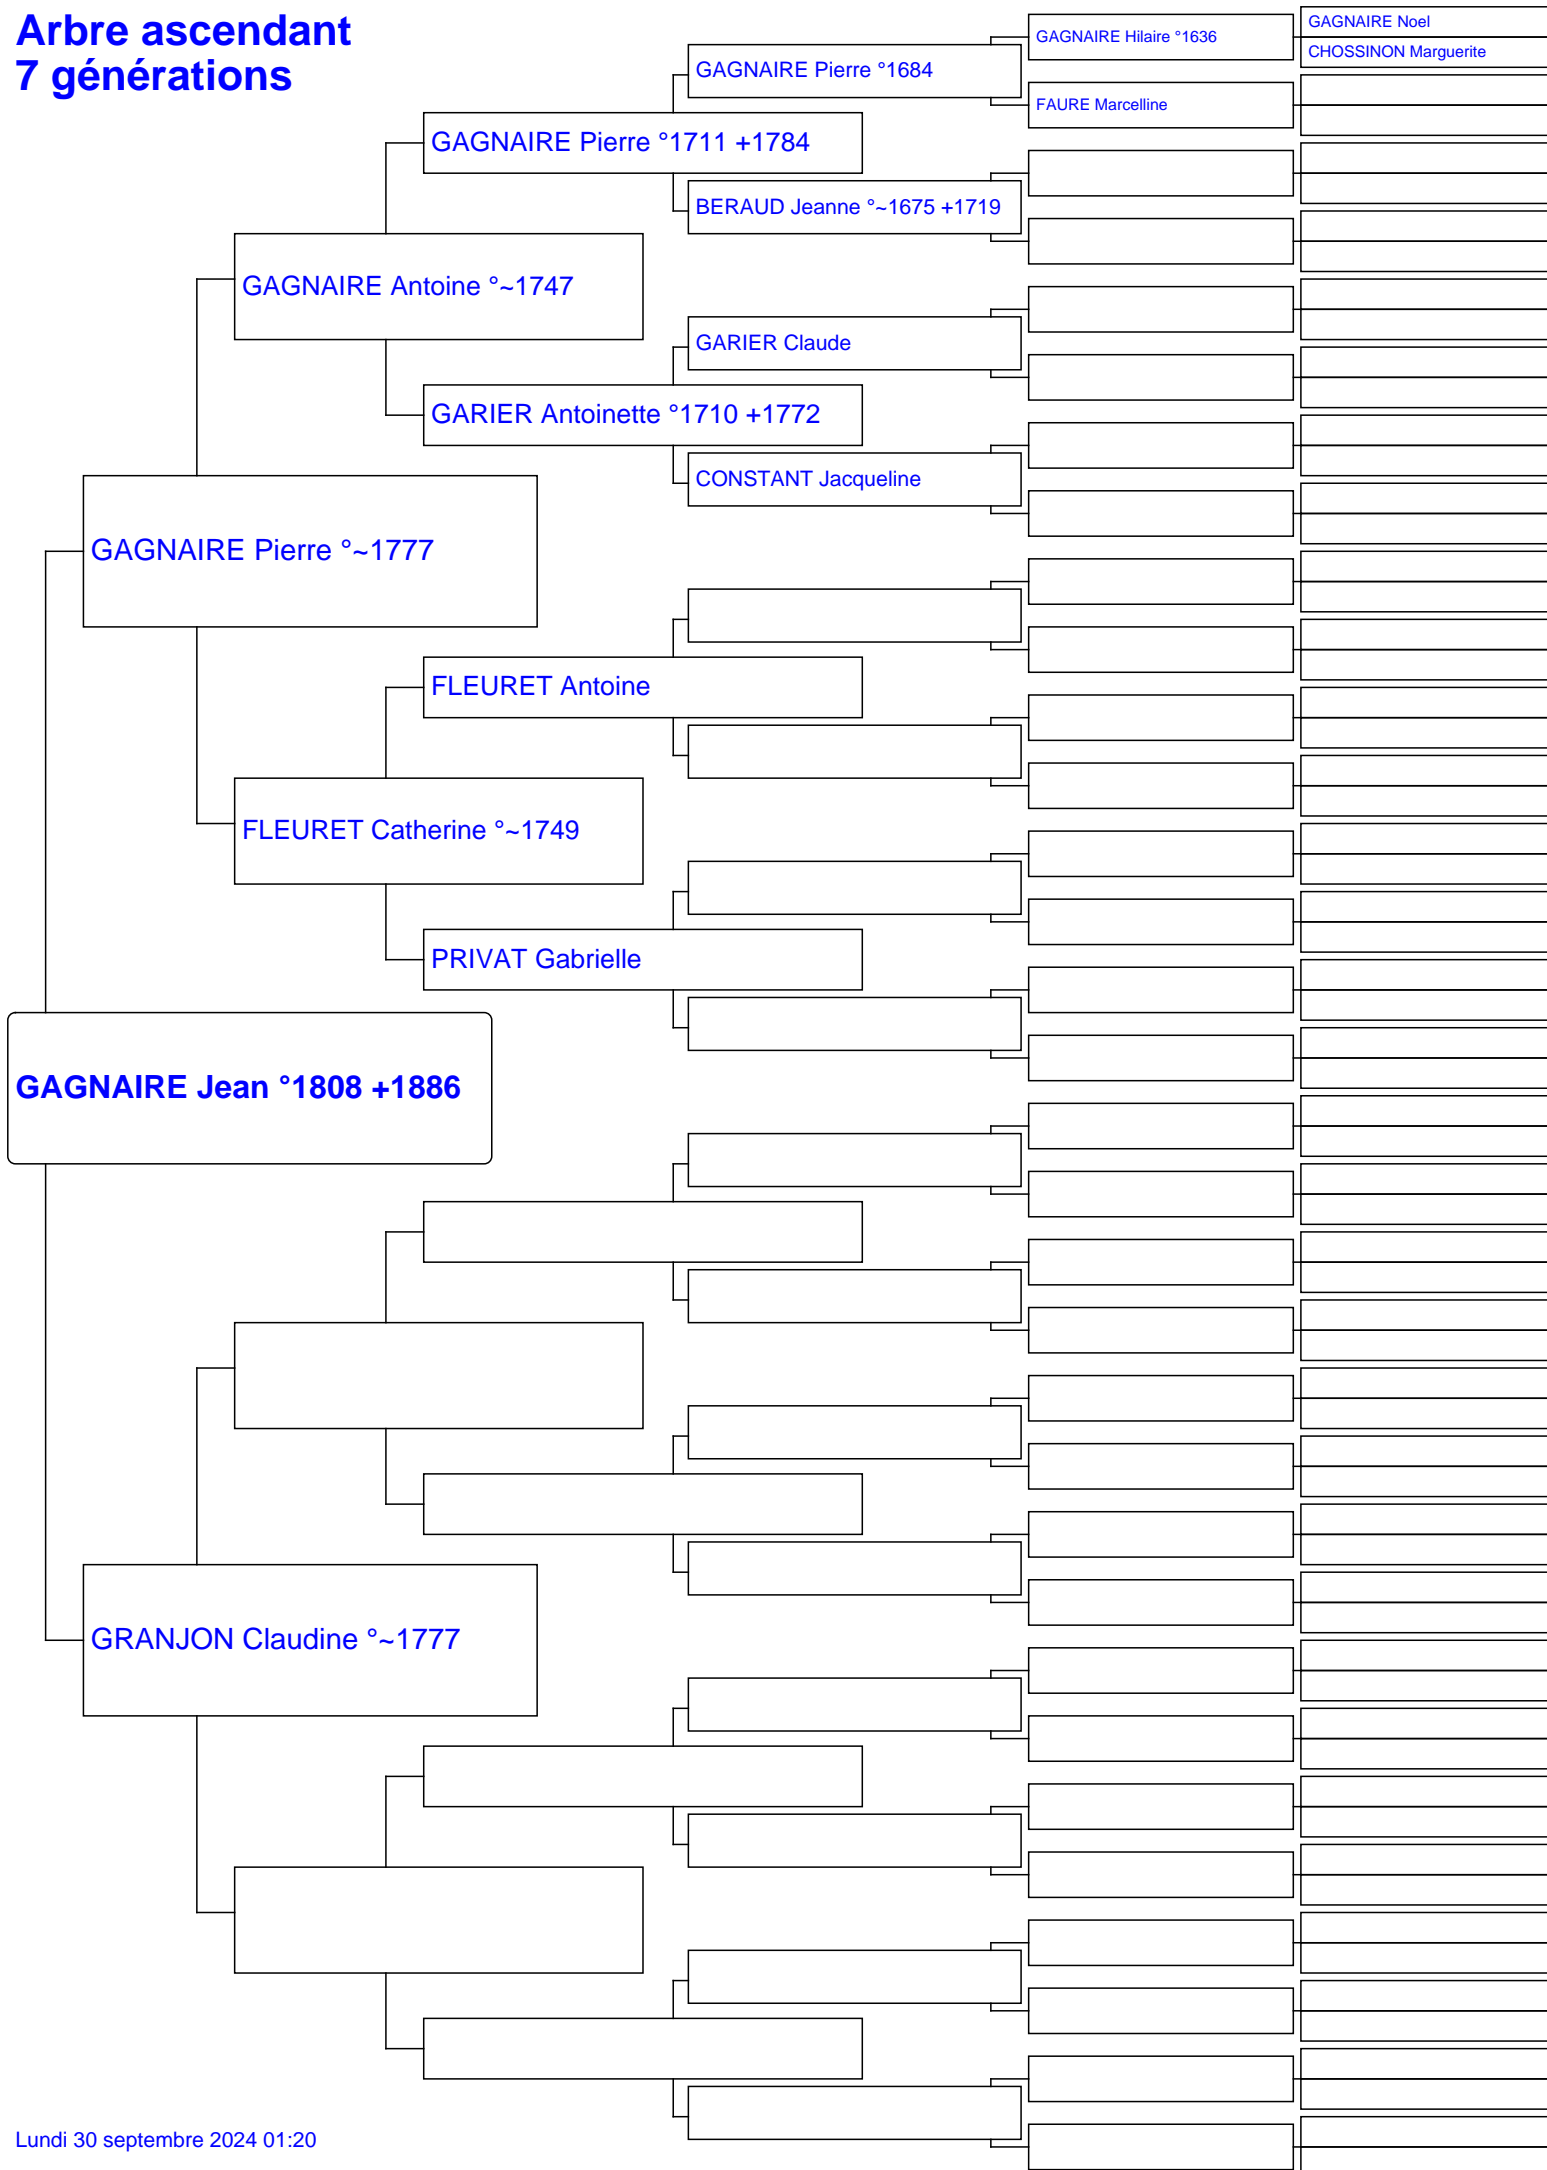 Arbre ascendant
7 générations
GAGNAIRE Noel
GAGNAIRE Hilaire °1636
CHOSSINON Marguerite
GAGNAIRE Pierre °1684
FAURE Marcelline
GAGNAIRE Pierre °1711 +1784
BERAUD Jeanne °~1675 +1719
GAGNAIRE Antoine °~1747
GARIER Claude
GARIER Antoinette °1710 +1772
CONSTANT Jacqueline
GAGNAIRE Pierre °~1777
FLEURET Antoine
FLEURET Catherine °~1749
PRIVAT Gabrielle
GAGNAIRE Jean °1808 +1886
GRANJON Claudine °~1777
Lundi 30 septembre 2024 01:20